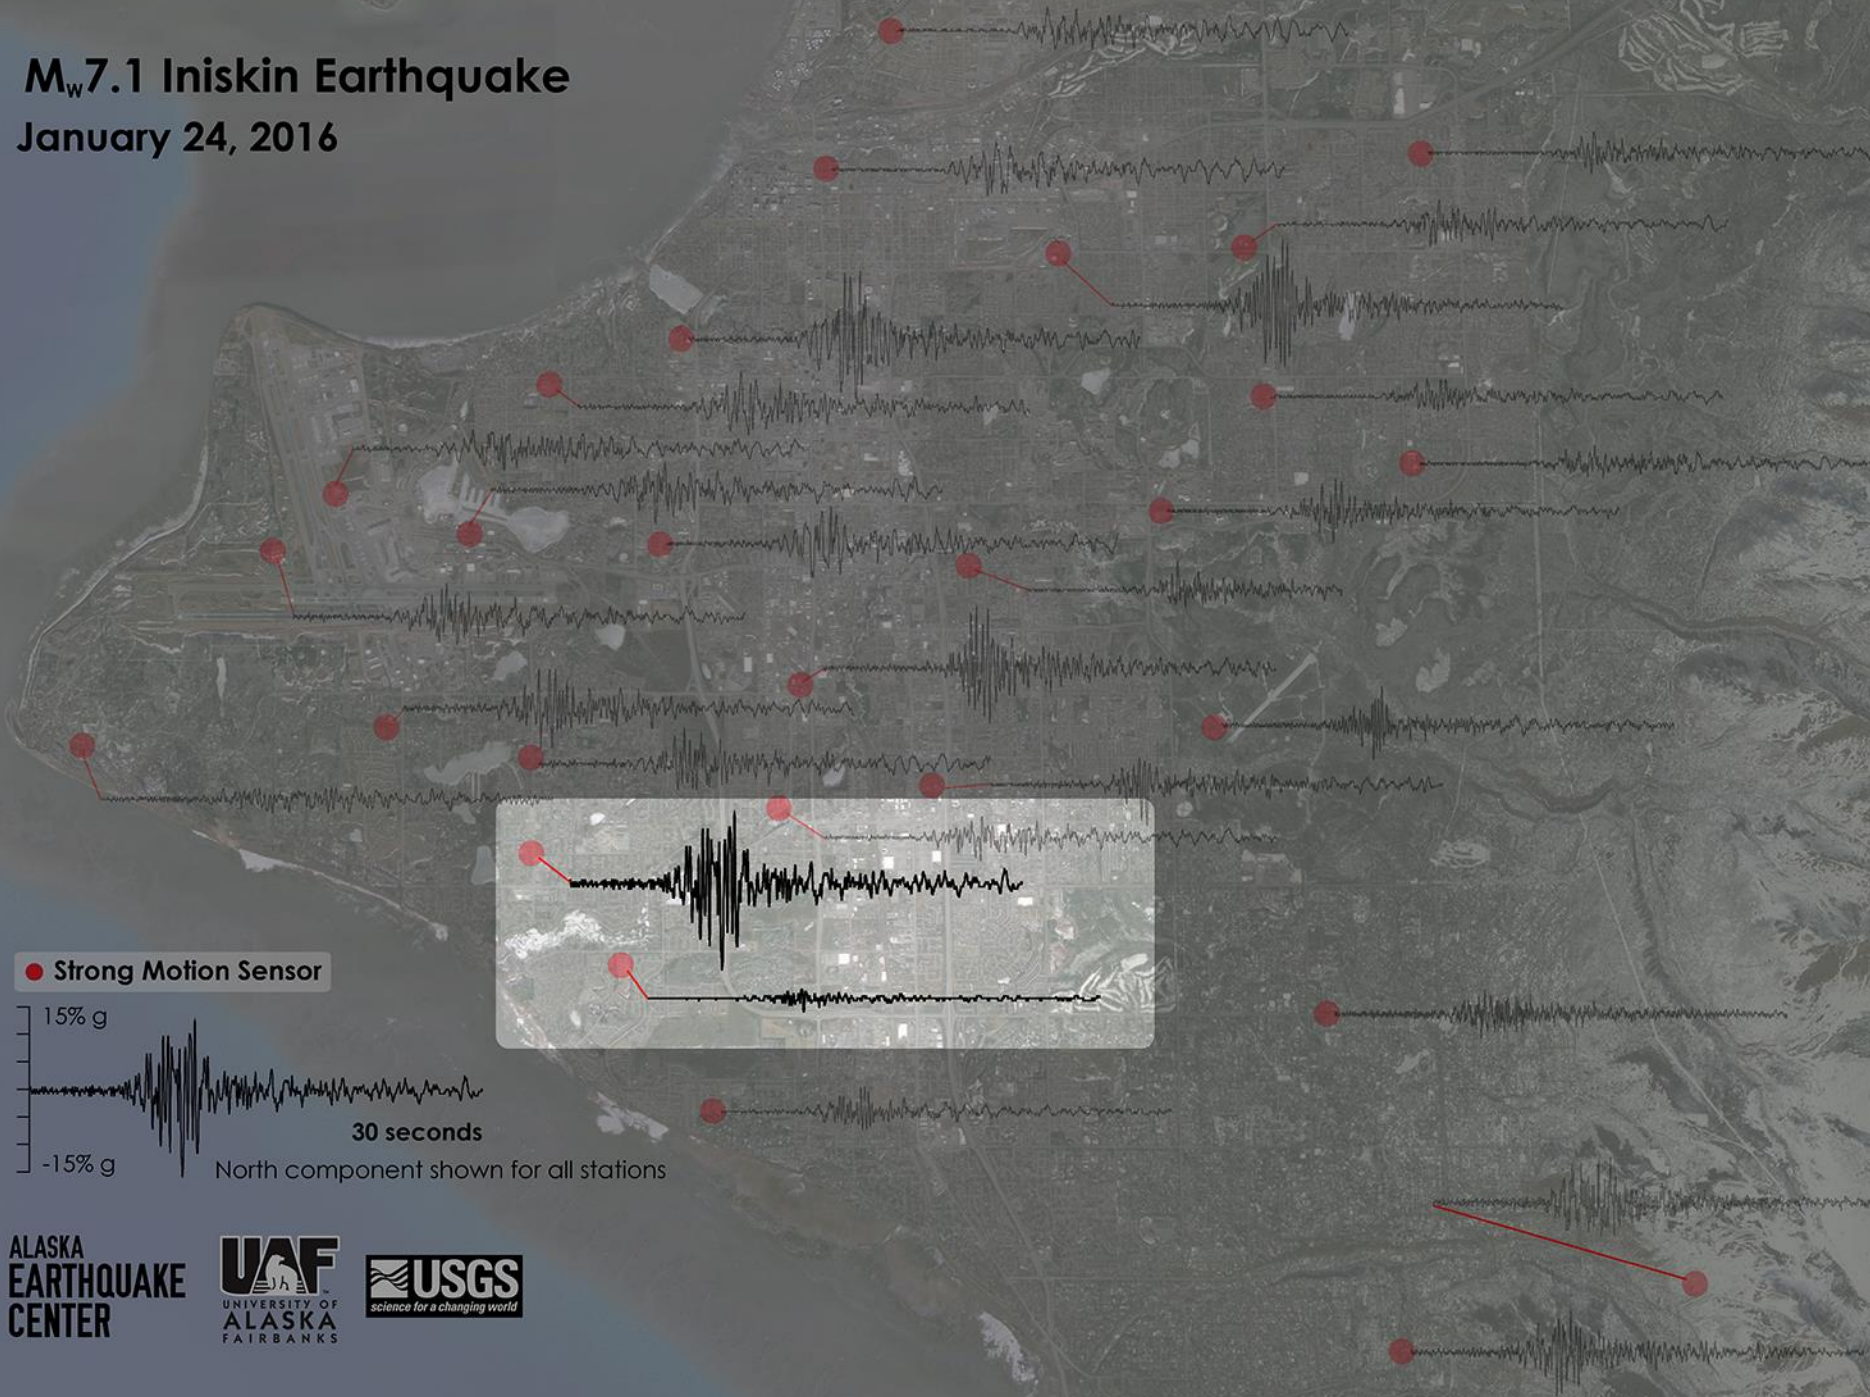 Mw7.1 Iniskin Earthquake
January 24, 2016
Strong Motion Sensor
15% g
-15% g
30 seconds
North component shown for all stations
ALASKA
EARTHQUAKE
CENTER
UAF
UNIVERSITY OF
ALASKA
FAIRBANKS
USGS
science for a changing world